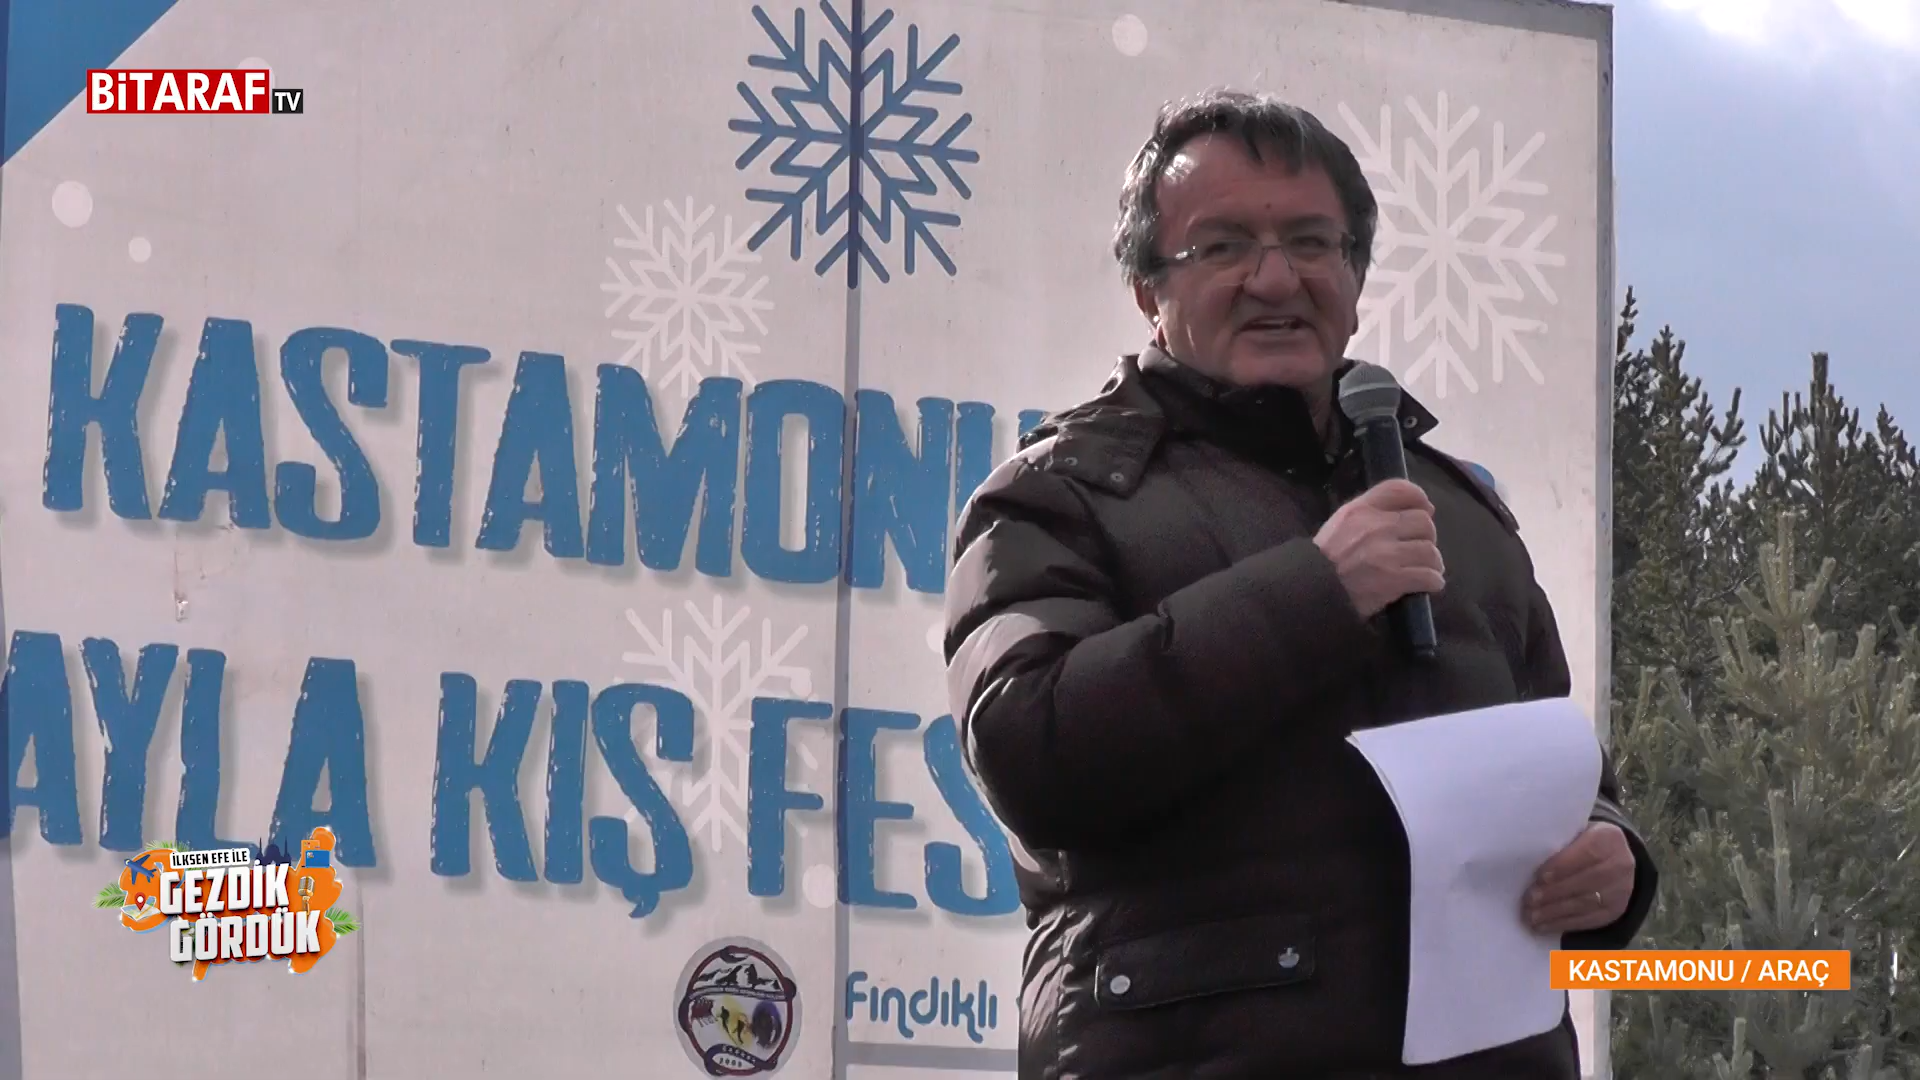 BiTARAF TV
KASTAMONU
AYLA KIŞ FES
İLKSEN EFE İLE
GEZDİK
GÖRDÜK
Fındıklı
KASTAMONU / ARAÇ